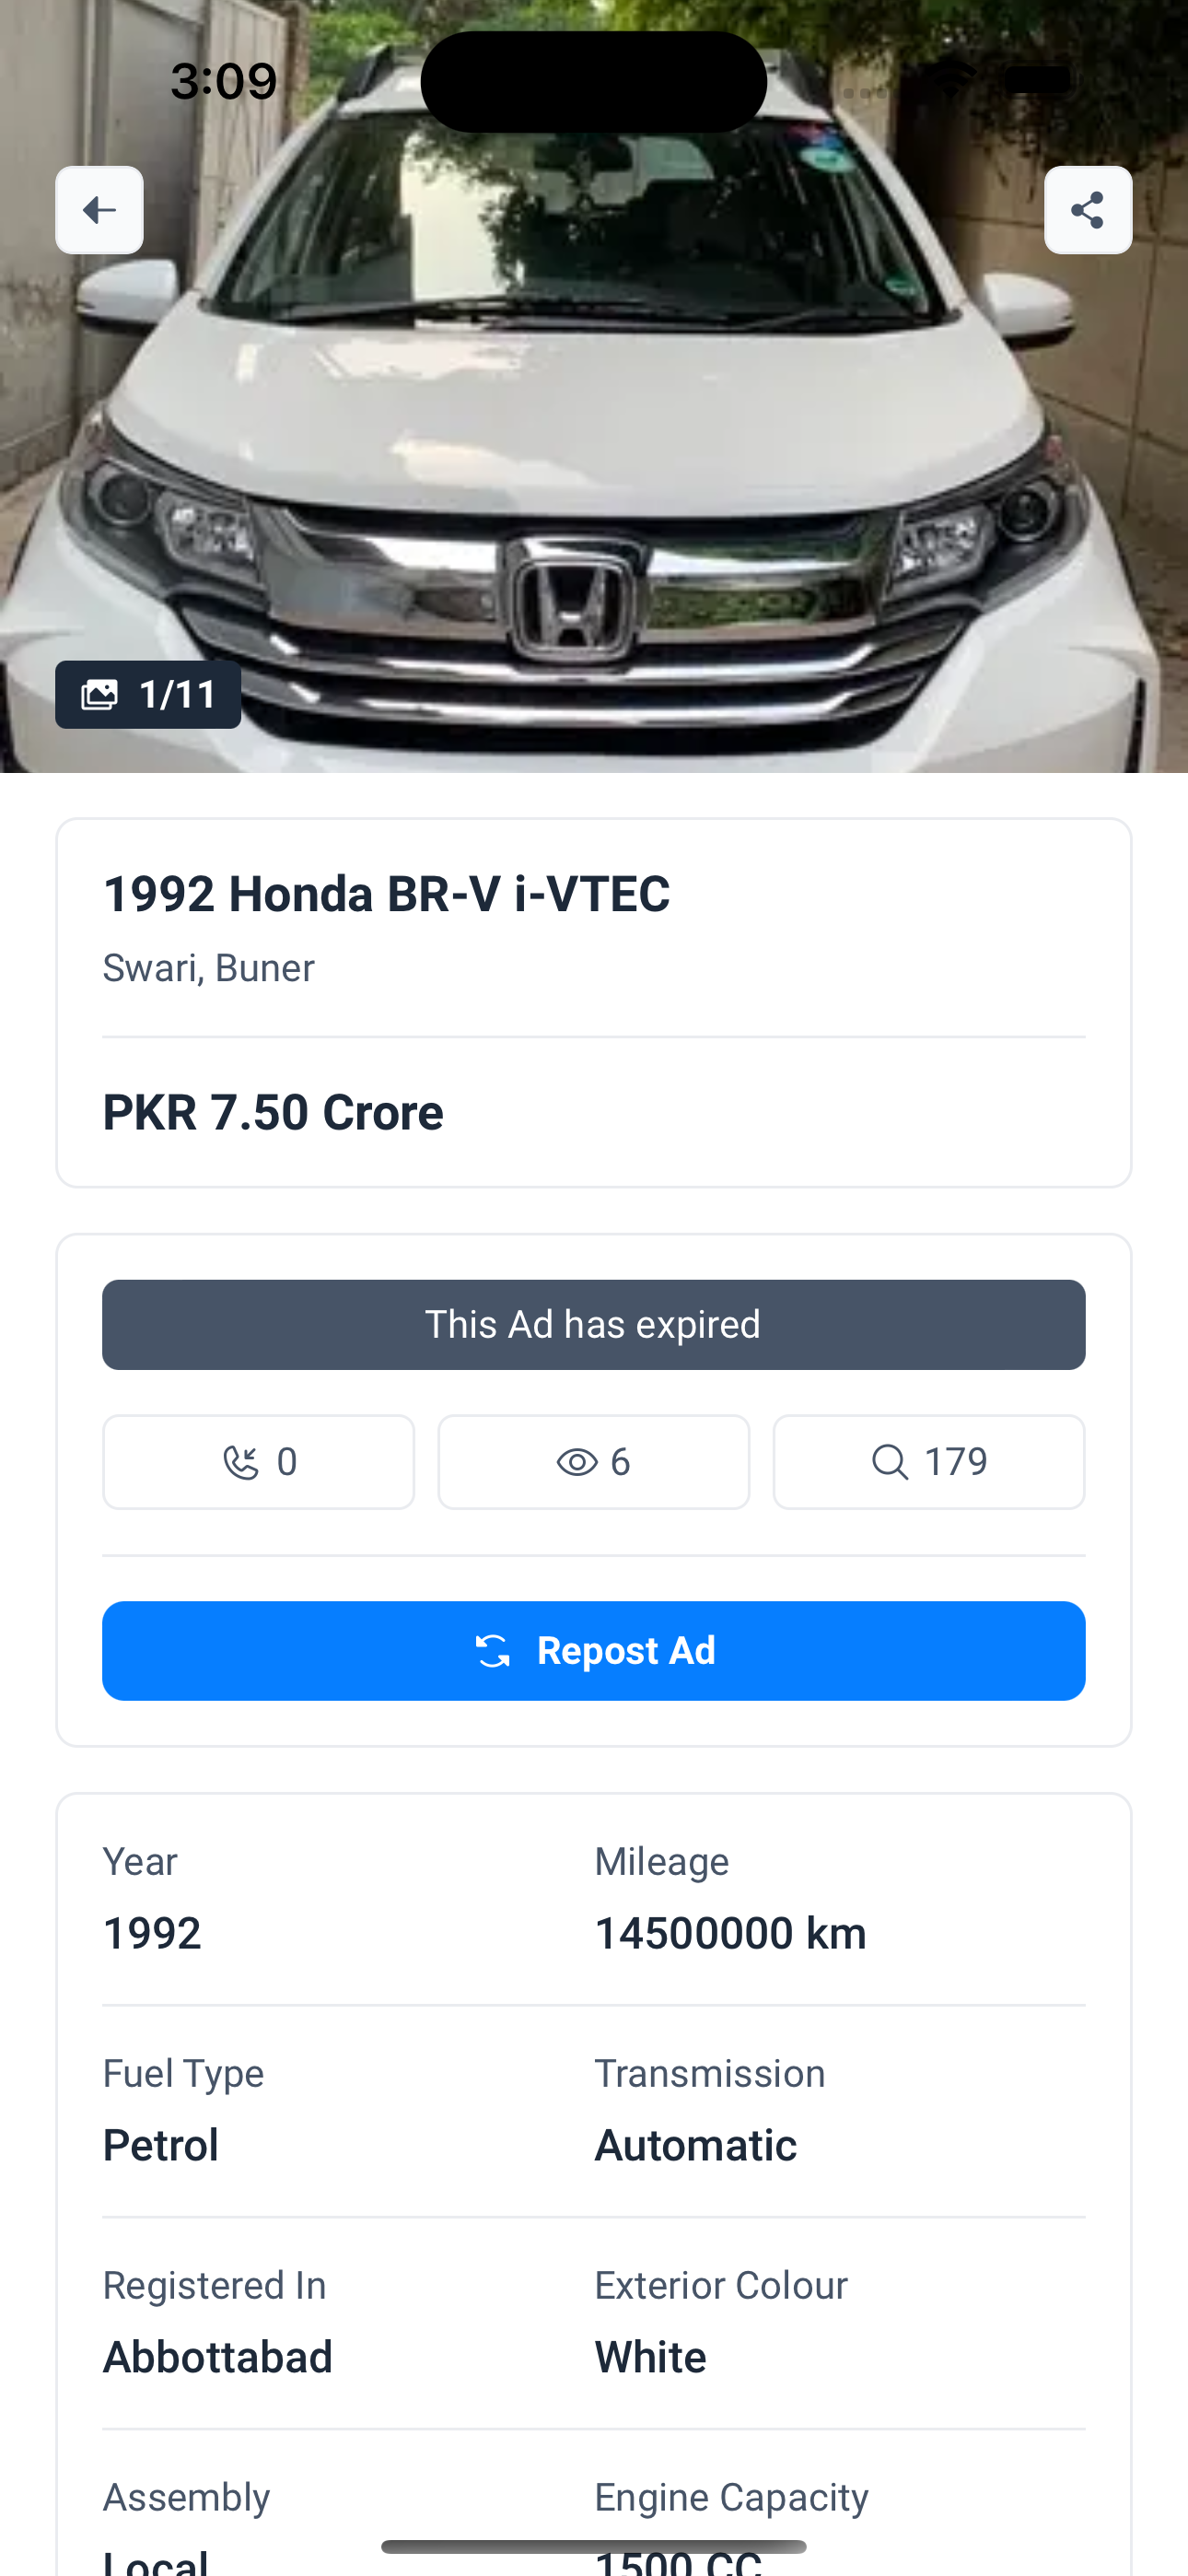 3:09
1/11
1992 Honda BR-V i-VTEC
Swari, Buner
PKR 7.50 Crore
This Ad has expired
0 6 179
Repost Ad
Year Mileage
1992 14500000 km
Fuel Type Transmission
Petrol Automatic
Registered In Exterior Colour
Abbottabad White
Assembly Engine Capacity
Local 1500 CC